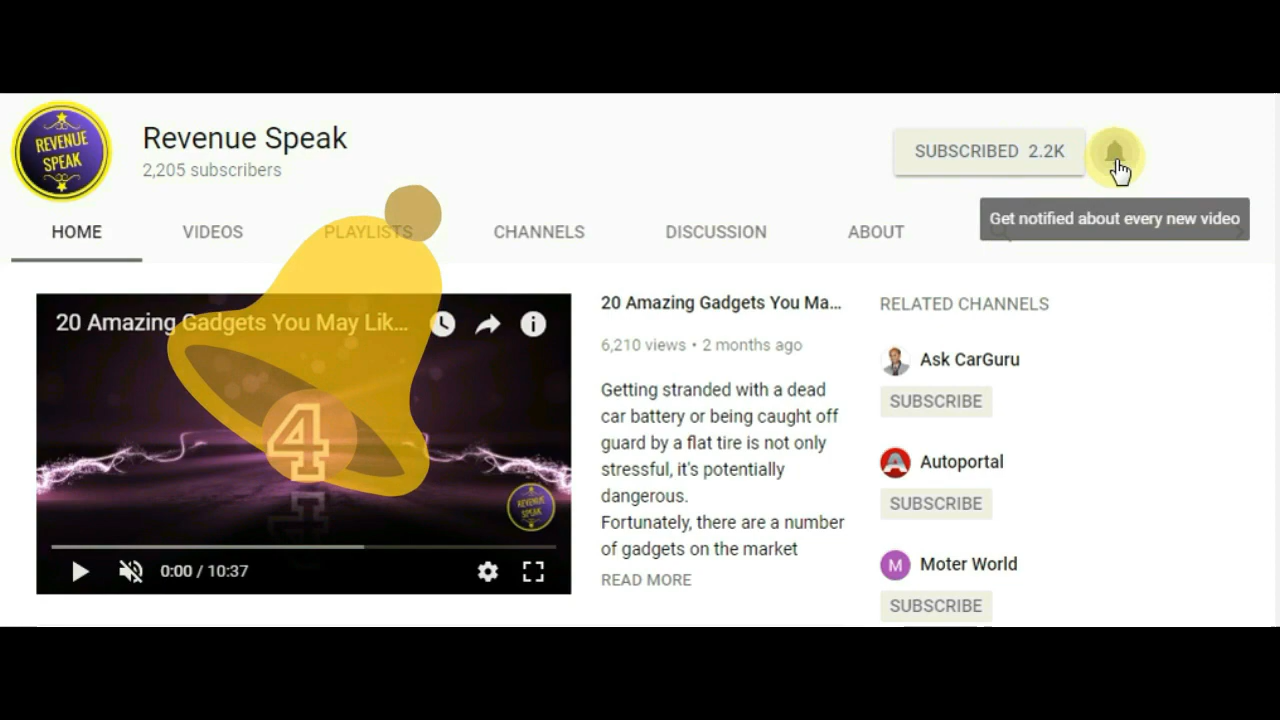 REVENUE
SPEAK
Revenue Speak
2,205 subscribers
SUBSCRIBED 2.2K
Get notified about every new video
HOME VIDEOS PLAYLISTS CHANNELS DISCUSSION ABOUT
20 Amazing Gadgets You May Lik...
4
REVENUE
SPEAK
0:00 / 10:37
20 Amazing Gadgets You Ma...
6,210 views • 2 months ago
Getting stranded with a dead
car battery or being caught off
guard by a flat tire is not only
stressful, it's potentially
dangerous.
Fortunately, there are a number
of gadgets on the market
READ MORE
RELATED CHANNELS
Ask CarGuru
SUBSCRIBE
Autoportal
SUBSCRIBE
M Moter World
SUBSCRIBE